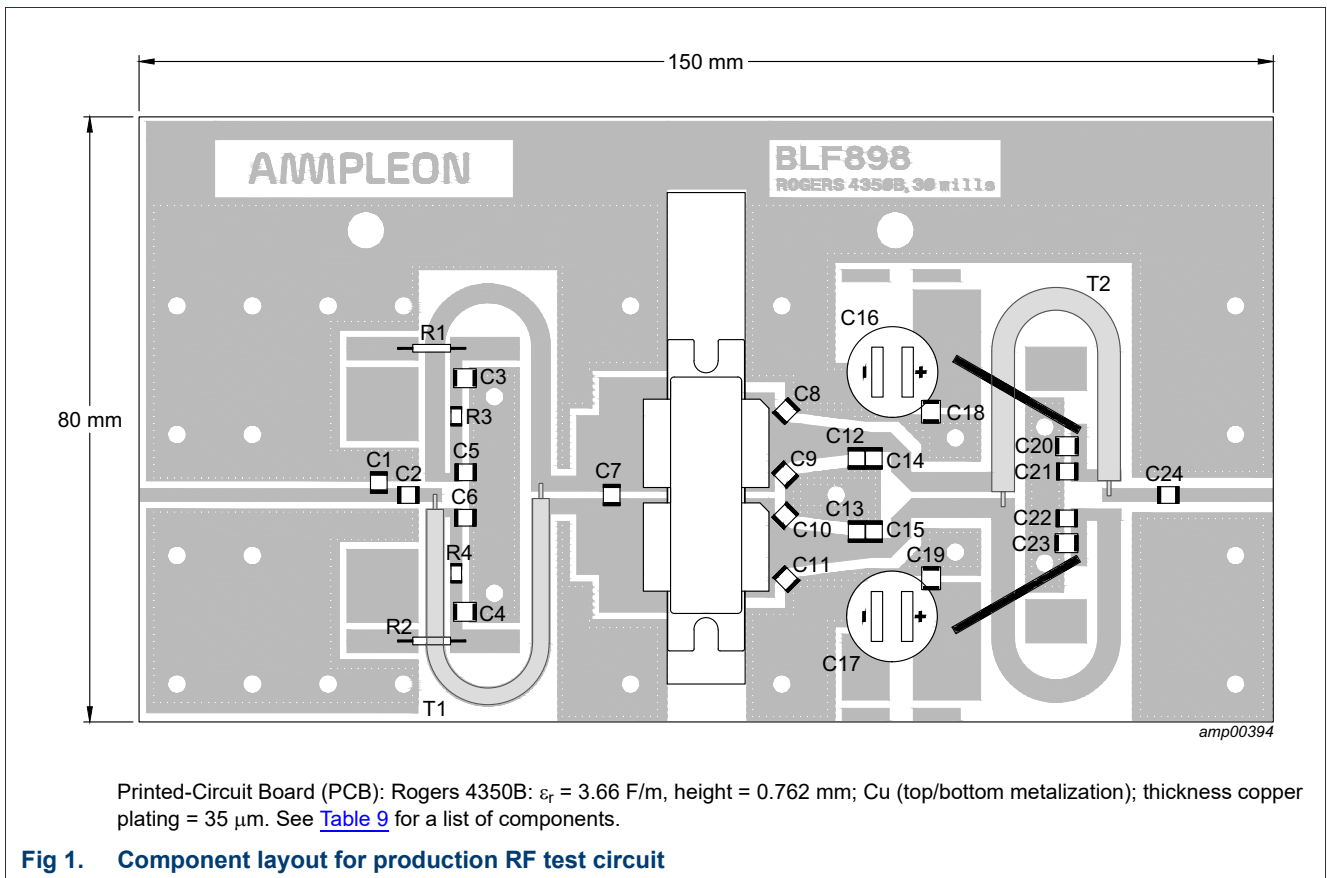 150 mm
AMPLEON
BLF898
ROGERS 4350B, 30 mills
80 mm
T2
C16
R1
C3
R3
- +
C18
C8
C12
C14
C20
C21
C1
C2
C5
C7
C9
C24
C6
C10
C13
C15
C22
C23
R4
C11
C19
C4
R2
- +
C17
T1
amp00394
Printed-Circuit Board (PCB): Rogers 4350B: εr = 3.66 F/m, height = 0.762 mm; Cu (top/bottom metalization); thickness copper
plating = 35 μm. See Table 9 for a list of components.
Fig 1. Component layout for production RF test circuit